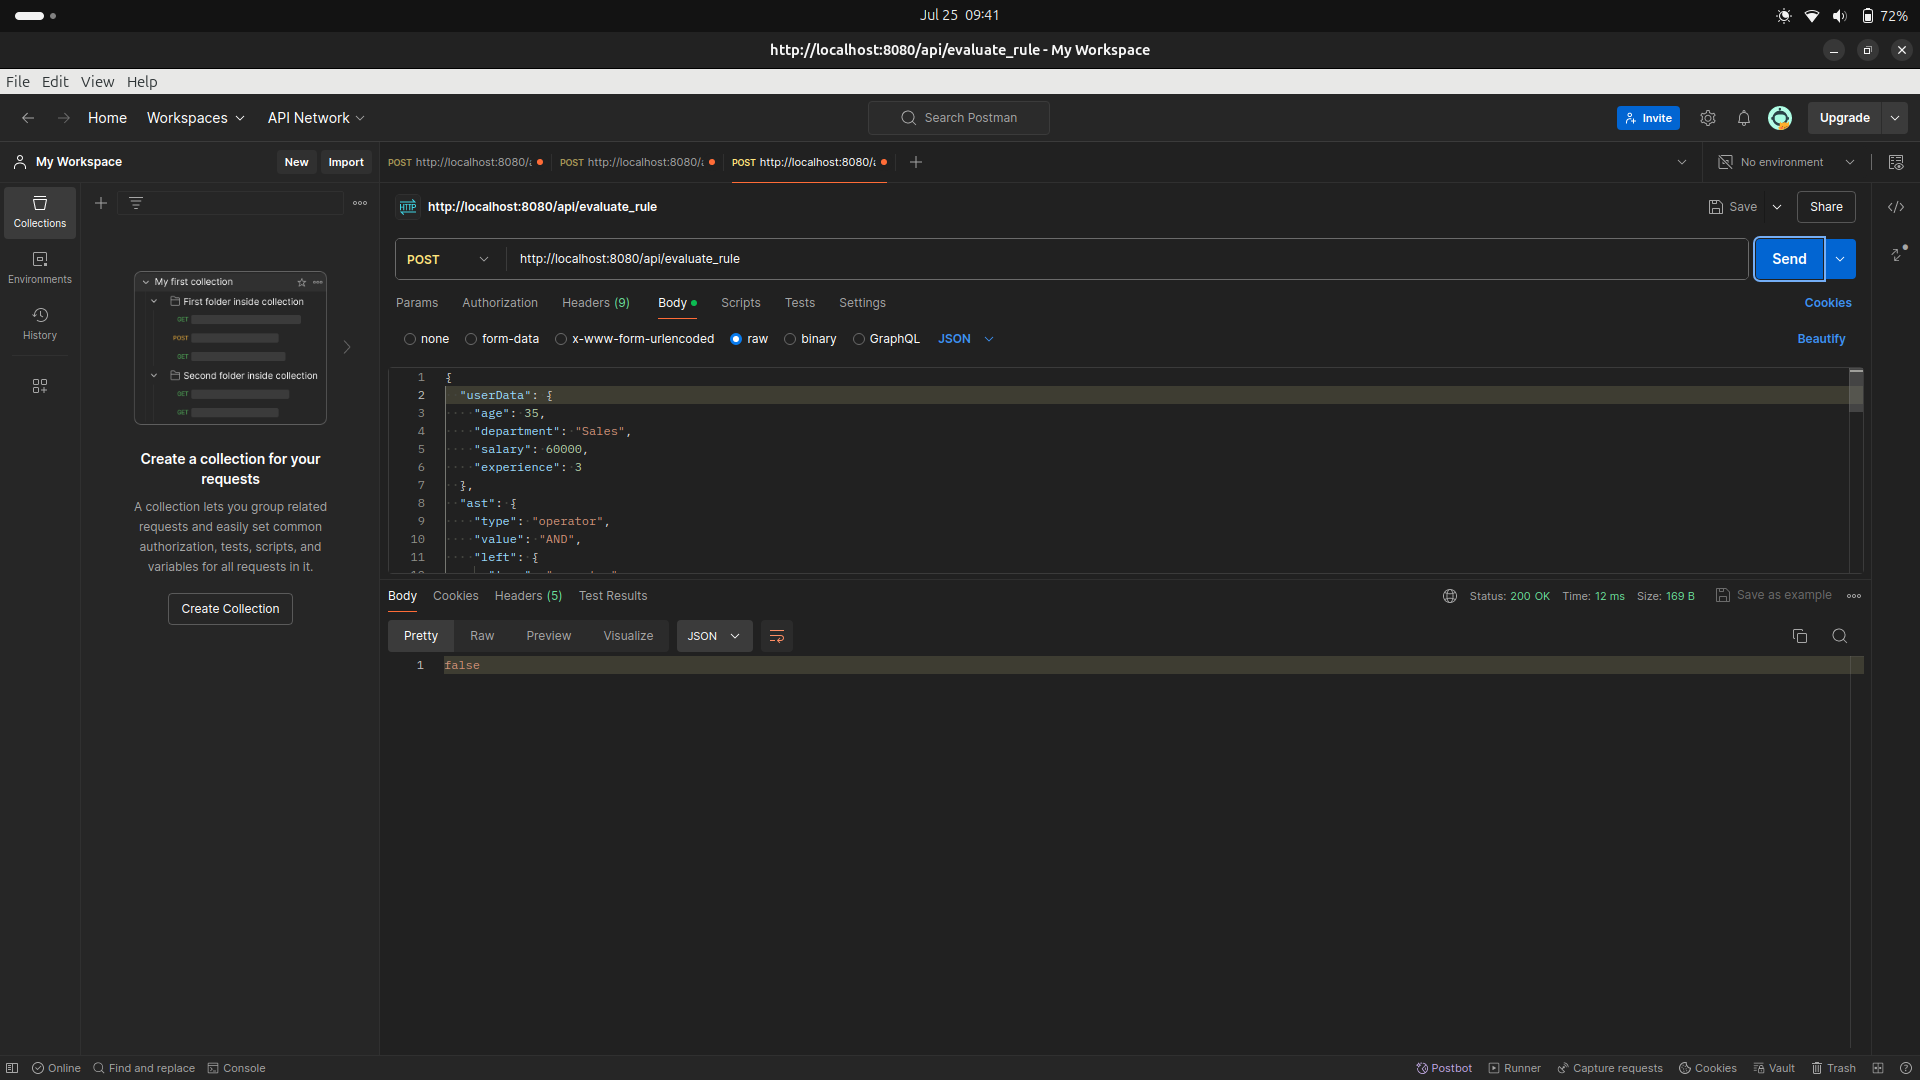 Jul 25 09:41
72%
http://localhost:8080/api/evaluate_rule - My Workspace
File Edit View Help
Home Workspaces API Network
Search Postman
Invite
Upgrade
My Workspace
New Import
POST http://localhost:8080/
POST http://localhost:8080/
POST http://localhost:8080/
No environment
Collections
Environments
History
My first collection
First folder inside collection
GET
POST
GET
Second folder inside collection
GET
GET
Create a collection for your
requests
A collection lets you group related
requests and easily set common
authorization, tests, scripts, and
variables for all requests in it.
Create Collection
HTTP http://localhost:8080/api/evaluate_rule
Save Share
POST http://localhost:8080/api/evaluate_rule
Send
Params Authorization Headers (9) Body Scripts Tests Settings
Cookies
none form-data x-www-form-urlencoded raw binary GraphQL JSON
Beautify
1 {
2 "userData": {
3 "age": 35,
4 "department": "Sales",
5 "salary": 60000,
6 "experience": 3
7 },
8 "ast": {
9 "type": "operator",
10 "value": "AND",
11 "left": {
Body Cookies Headers (5) Test Results
Status: 200 OK Time: 12 ms Size: 169 B
Save as example
Pretty Raw Preview Visualize JSON
1 false
Online Find and replace Console
Postbot Runner Capture requests Cookies Vault Trash